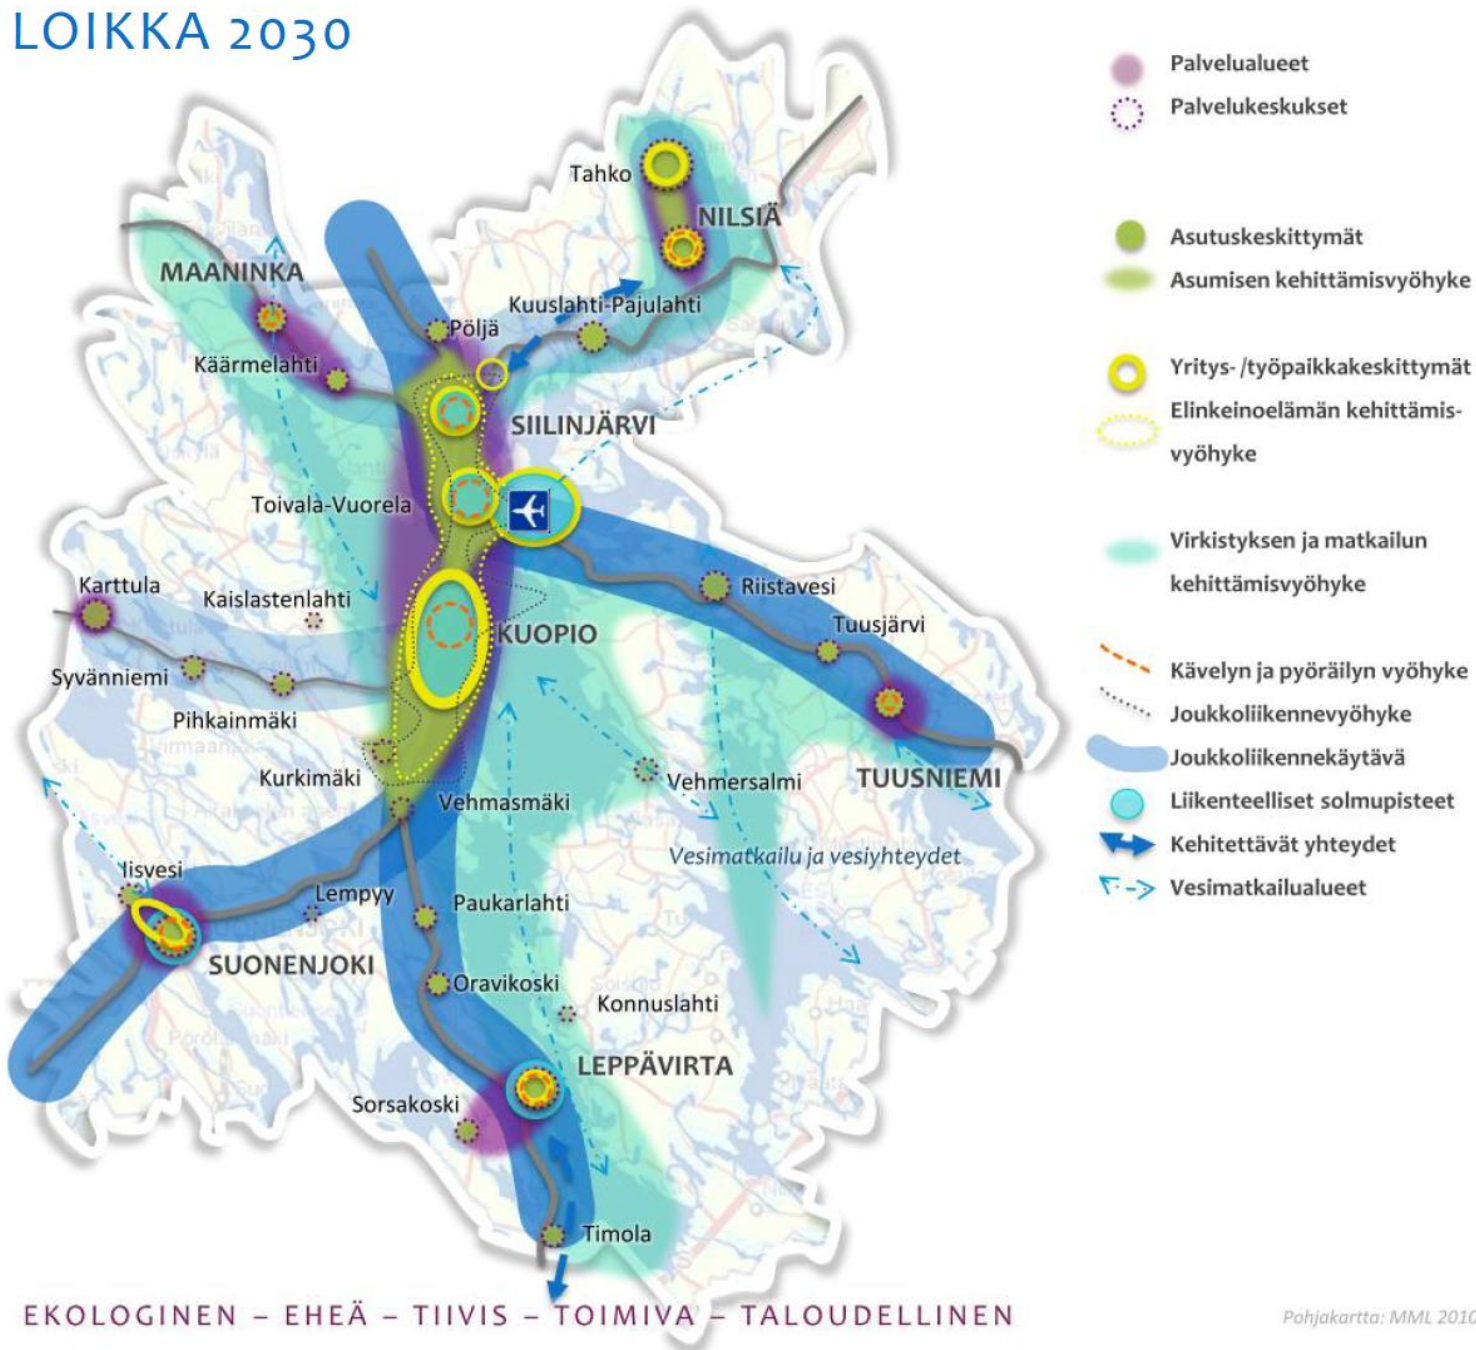 LOIKKA 2030
Tahko
NILSIÄ
MAANINKA
Kuuslahti-Pajulahti
Pöljä
Käärmelahti
SIILINJÄRVI
Toivala-Vuorela
Karttula
Kaislastenlahti
Riistavesi
Tuusjärvi
KUOPIO
Syvänniemi
Pihkainmäki
Kurkimäki
Vehmersalmi
TUUSNIEMI
Vehmasmäki
Vesimatkailu ja vesiyhteydet
Iisvesi
Lempyy
Paukarlahti
SUONENJOKI
Oravikoski
Konnuslahti
LEPPÄVIRTA
Sorsakoski
Timola
Palvelualueet
Palvelukeskukset
Asutuskeskittymät
Asumisen kehittämisvyöhyke
Yritys-/työpaikkakeskittymät
Elinkeinoelämän kehittämis-
vyöhyke
Virkistyksen ja matkailun
kehittämisvyöhyke
Kävelyn ja pyöräilyn vyöhyke
Joukkoliikennevyöhyke
Joukkoliikennekäytävä
Liikenteelliset solmupisteet
Kehitettävät yhteydet
Vesimatkailualueet
EKOLOGINEN – EHEÄ – TIIVIS – TOIMIVA – TALOUDELLINEN
Pohjakartta: MML 2010